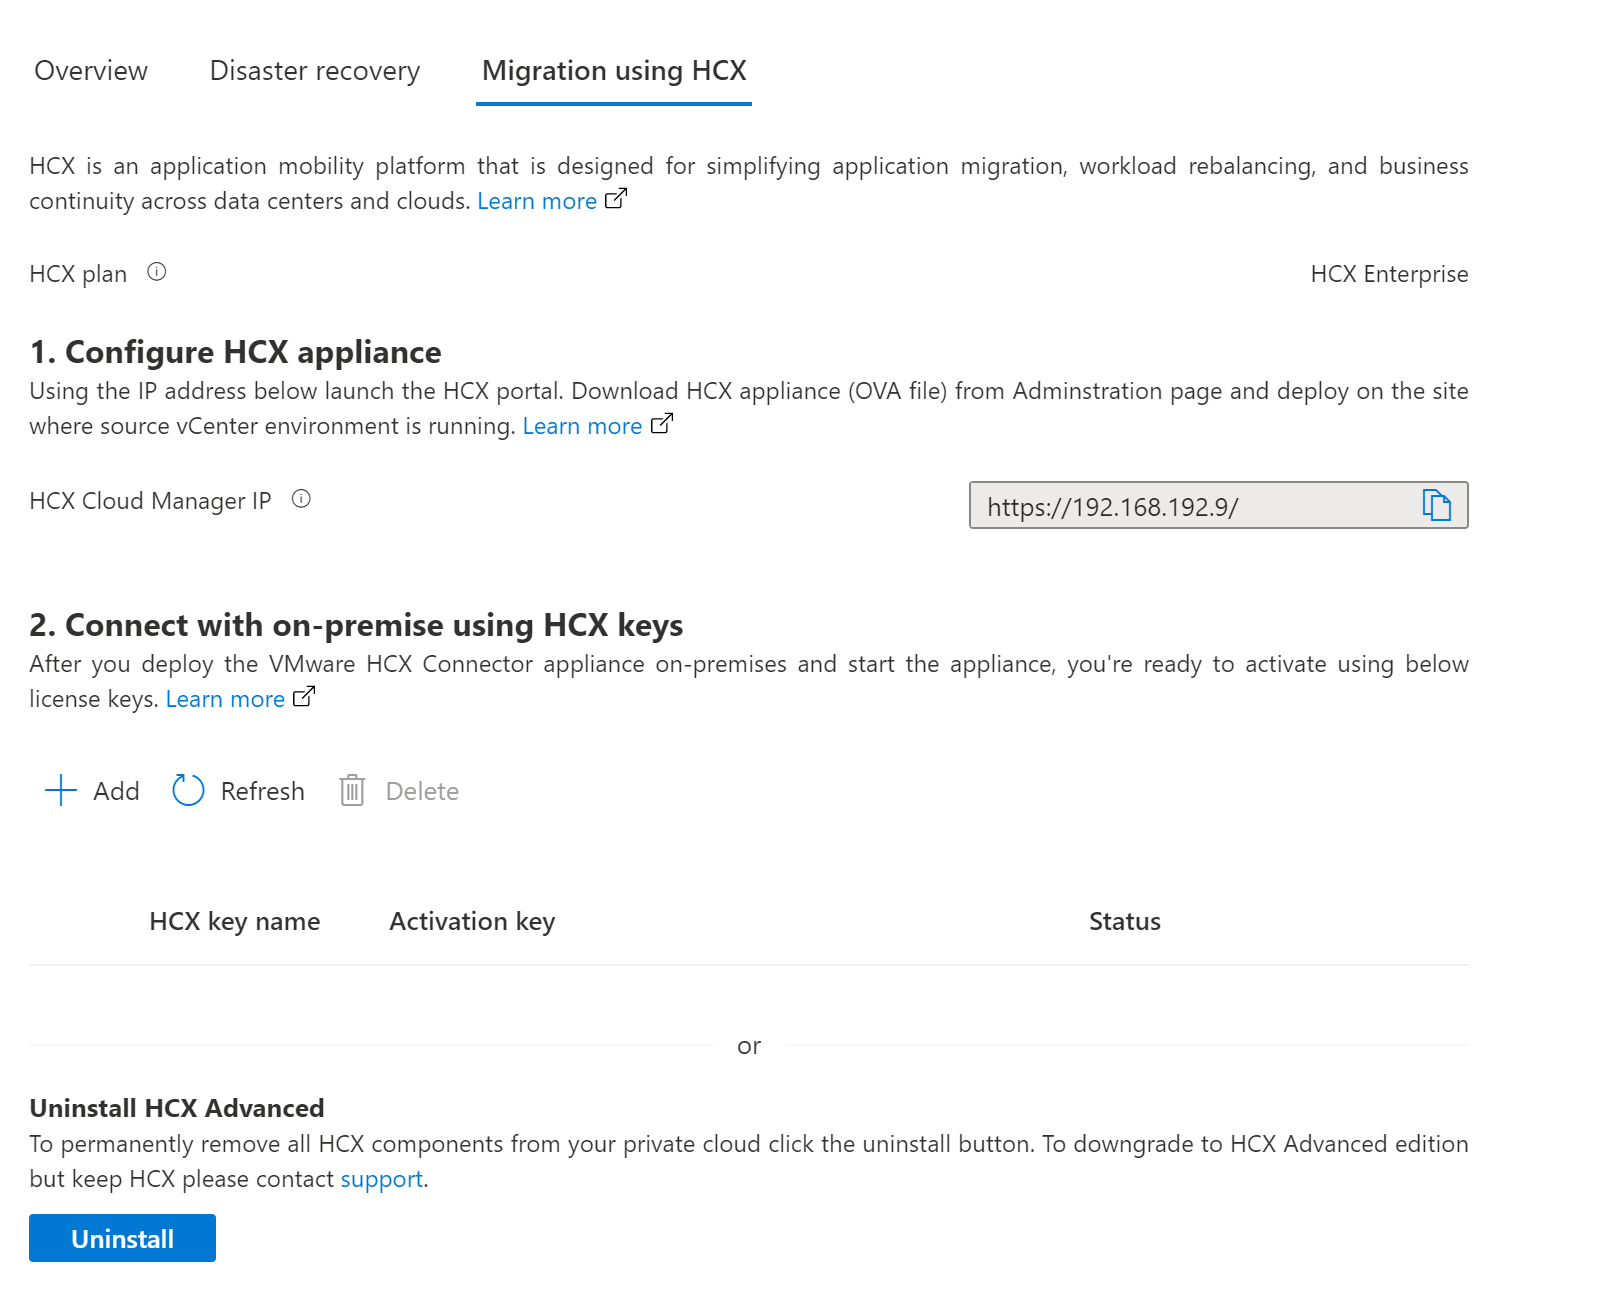 Overview Disaster recovery Migration using HCX
HCX is an application mobility platform that is designed for simplifying application migration, workload rebalancing, and business
continuity across data centers and clouds. Learn more
HCX plan HCX Enterprise
1. Configure HCX appliance
Using the IP address below launch the HCX portal. Download HCX appliance (OVA file) from Adminstration page and deploy on the site
where source vCenter environment is running. Learn more
HCX Cloud Manager IP https://192.168.192.9/
2. Connect with on-premise using HCX keys
After you deploy the VMware HCX Connector appliance on-premises and start the appliance, you're ready to activate using below
license keys. Learn more
Add Refresh Delete
HCX key name Activation key Status
or
Uninstall HCX Advanced
To permanently remove all HCX components from your private cloud click the uninstall button. To downgrade to HCX Advanced edition
but keep HCX please contact support.
Uninstall